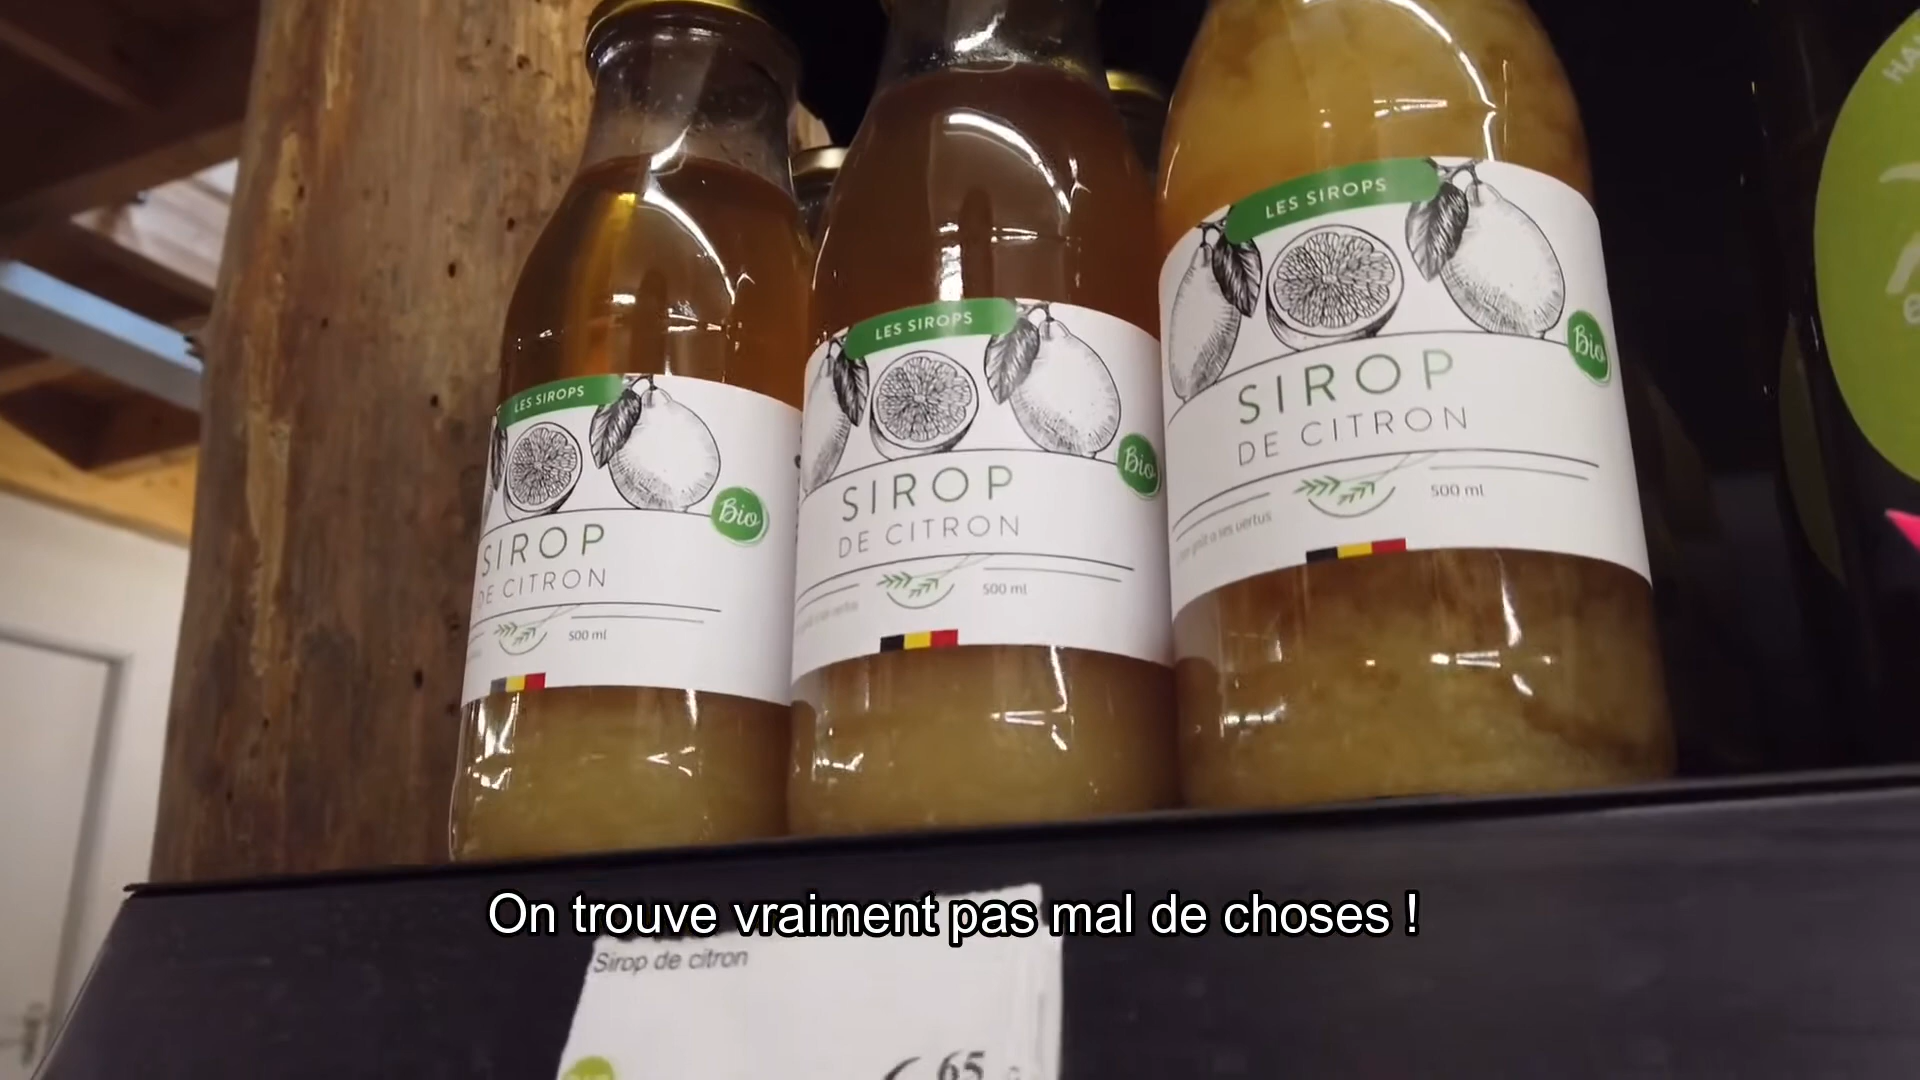 LES SIROPS
SIROP
DE CITRON
Bio
500 ml
LES SIROPS
SIROP
DE CITRON
Bio
500 ml
LES SIROPS
SIROP
DE CITRON
Bio
500 ml
On trouve vraiment pas mal de choses !
Sirop de citron
65